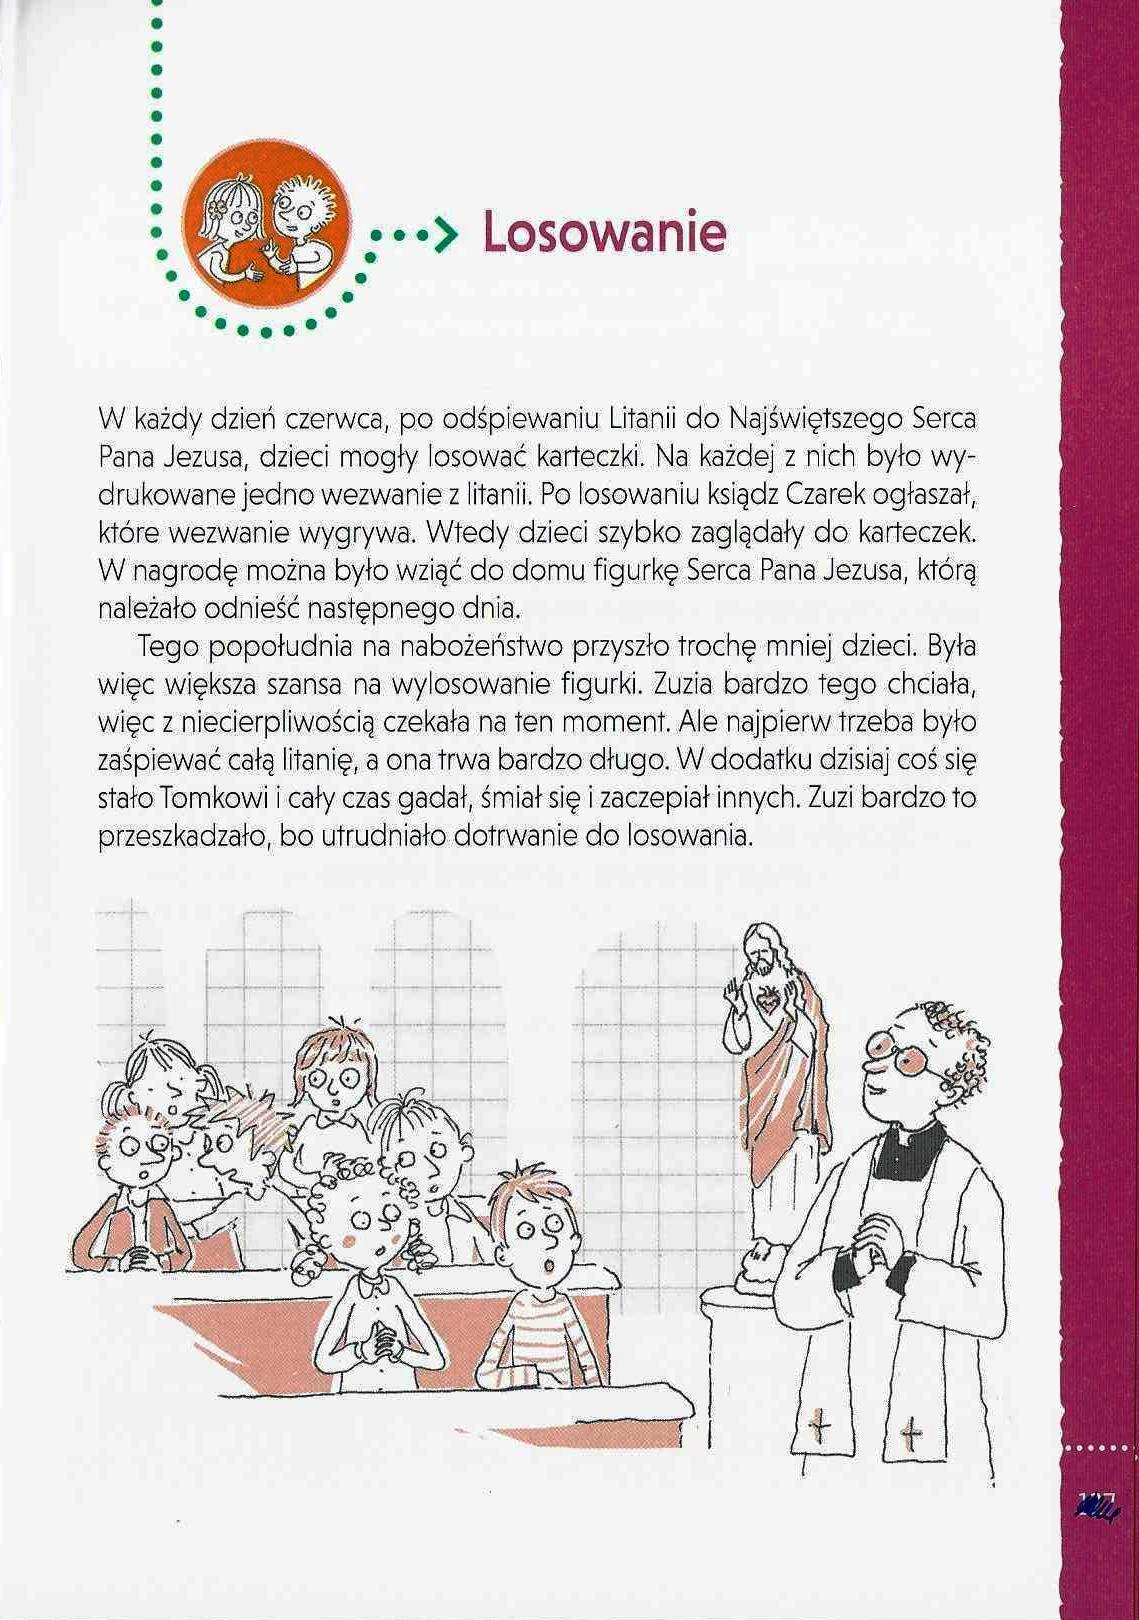 Losowanie
W każdy dzień czerwca, po odśpiewaniu Litanii do Najświętszego Serca
Pana Jezusa, dzieci mogły losować karteczki. Na każdej z nich było wy-
drukowane jedno wezwanie z litanii. Po losowaniu ksiądz Czarek ogłaszał,
które wezwanie wygrywa. Wtedy dzieci szybko zaglądały do karteczek.
W nagrodę można było wziąć do domu figurkę Serca Pana Jezusa, którą
należało odnieść następnego dnia.
Tego popołudnia na nabożeństwo przyszło trochę mniej dzieci. Była
więc większa szansa na wylosowanie figurki. Zuzia bardzo tego chciała,
więc z niecierpliwością czekała na ten moment. Ale najpierw trzeba było
zaśpiewać całą litanię, a ona trwa bardzo długo. W dodatku dzisiaj coś się
stało Tomkowi i cały czas gadał, śmiał się i zaczepiał innych. Zuzi bardzo to
przeszkadzało, bo utrudniało dotrwanie do losowania.